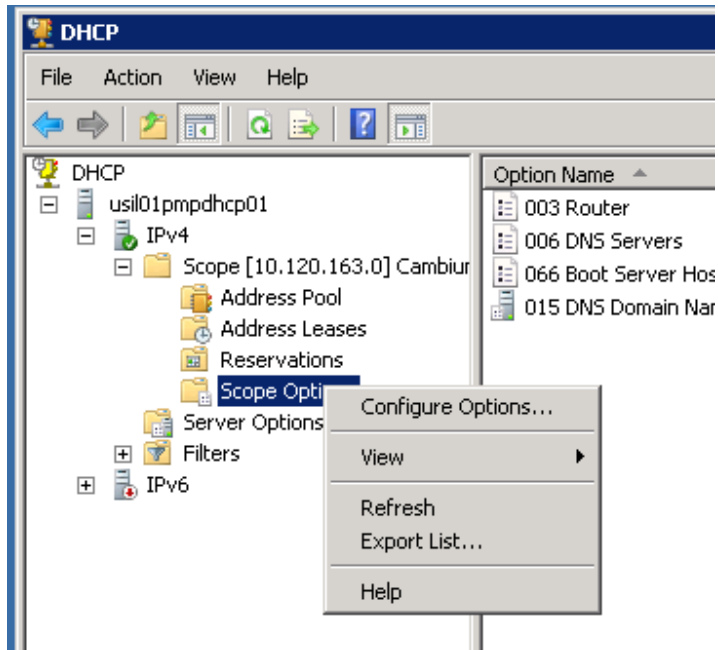 DHCP
File Action View Help
DHCP
usil01pmpdhcp01
IPv4
Scope [10.120.163.0] Cambiur
Address Pool
Address Leases
Reservations
Scope Opti
Server Options
Filters
IPv6
Option Name
003 Router
006 DNS Servers
066 Boot Server Hos
015 DNS Domain Nar
Configure Options...
View
Refresh
Export List...
Help